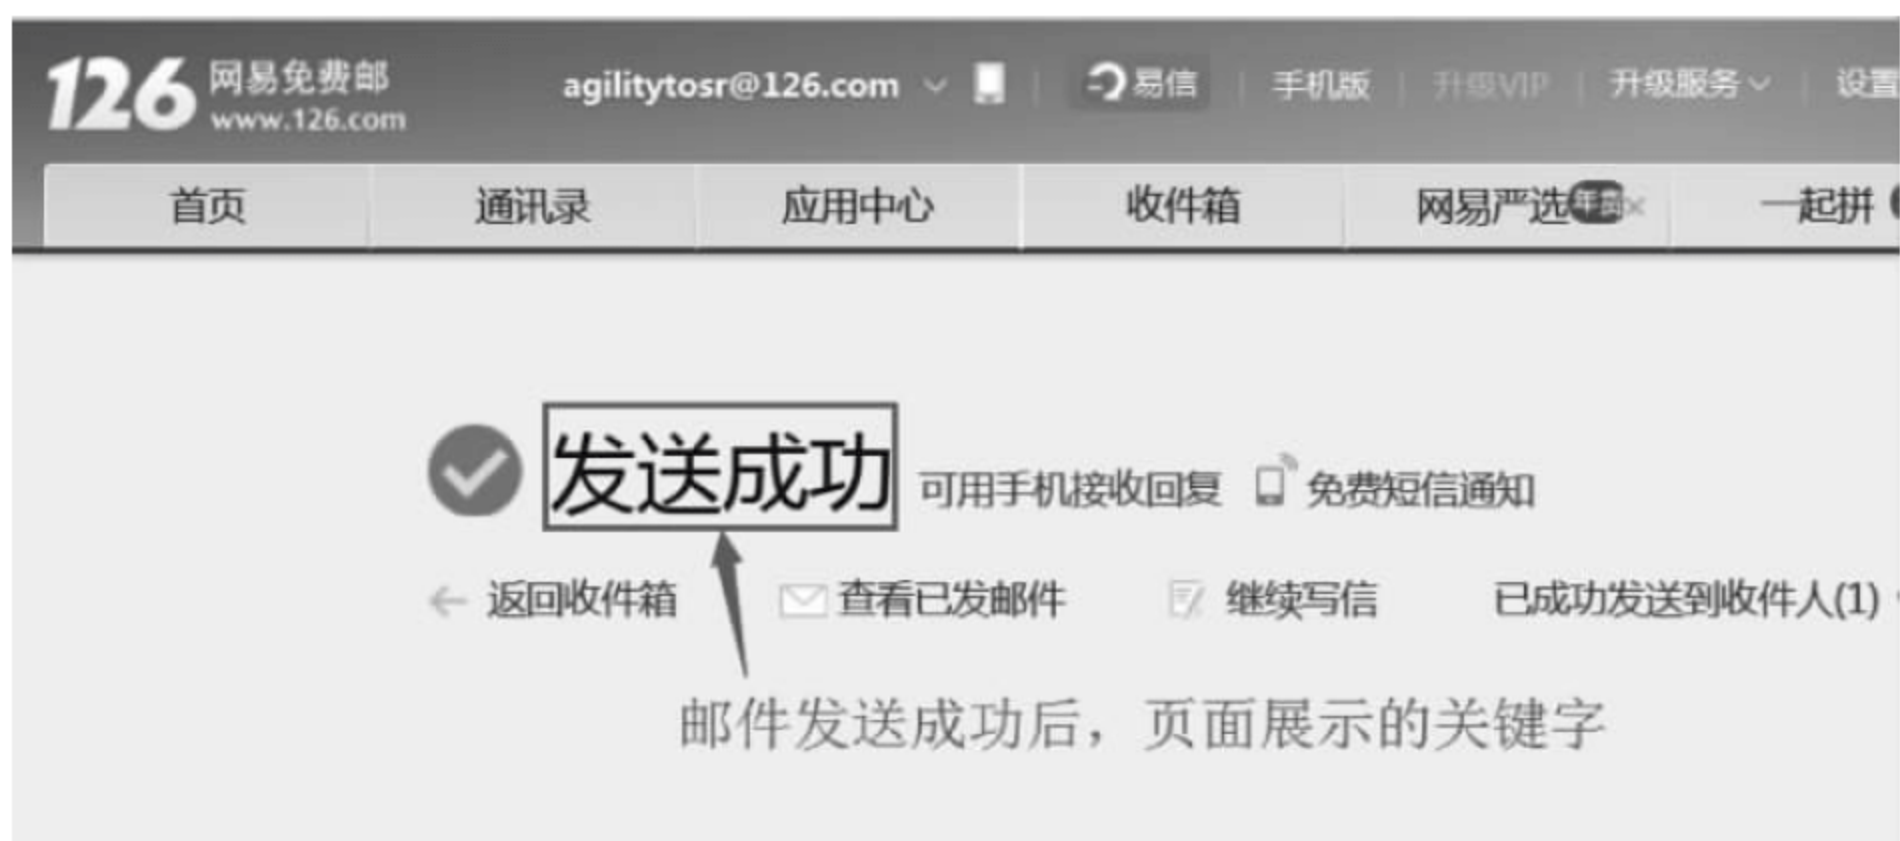 126 网易免费邮
www.126.com
agilitytosr@126.com 易信 手机版 升级VIP 升级服务 设置
首页 通讯录 应用中心 收件箱 网易严选 一起拼
发送成功 可用手机接收回复 免费短信通知
返回收件箱 查看已发邮件 继续写信 已成功发送到收件人(1)
邮件发送成功后，页面展示的关键字